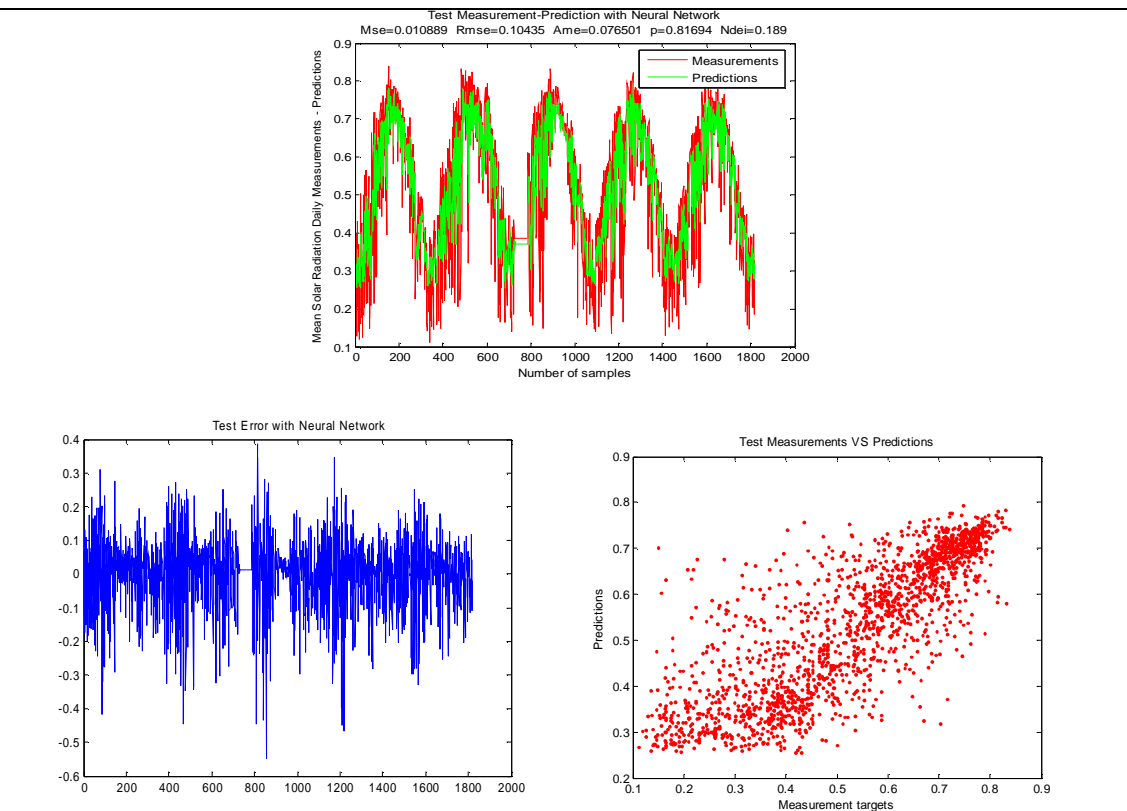 Test Measurement-Prediction with Neural Network
Mse=0.010889 Rmse=0.10435 Ame=0.076501 p=0.81694 Ndei=0.189
Mean Solar Radiation Daily Measurements - Predictions
0.9
0.8
0.7
0.6
0.5
0.4
0.3
0.2
0.1
Measurements
Predictions
0 200 400 600 800 1000 1200 1400 1600 1800 2000
Number of samples
Test Error with Neural Network
0.4
0.3
0.2
0.1
0
-0.1
-0.2
-0.3
-0.4
-0.5
-0.6
0 200 400 600 800 1000 1200 1400 1600 1800 2000
Test Measurements VS Predictions
Predictions
0.9
0.8
0.7
0.6
0.5
0.4
0.3
0.2
0.1 0.2 0.3 0.4 0.5 0.6 0.7 0.8 0.9
Measurement targets